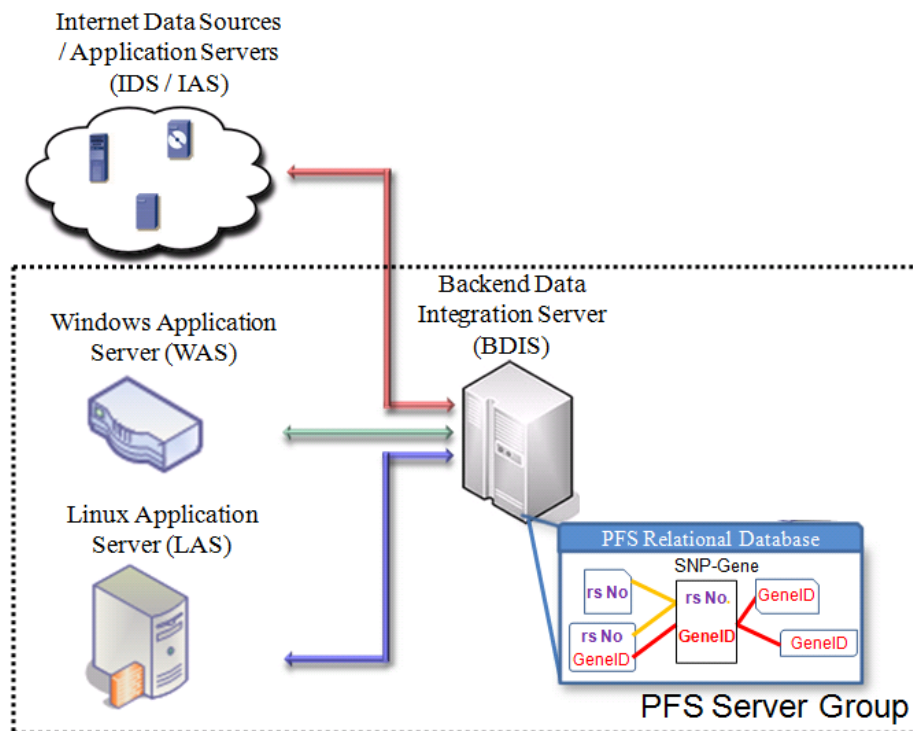 Internet Data Sources
/ Application Servers
(IDS / IAS)
Backend Data
Integration Server
(BDIS)
Windows Application
Server (WAS)
Linux Application
Server (LAS)
PFS Relational Database
SNP-Gene
rs No
rs No.
GeneID
rs No
GeneID
GeneID
GeneID
PFS Server Group